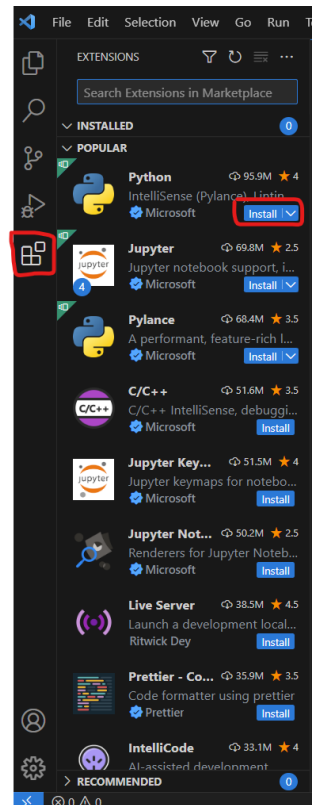 File Edit Selection View Go Run
EXTENSIONS
Search Extensions in Marketplace
INSTALLED 0
POPULAR
Python 95.9M 4
IntelliSense (Pylance), Lintin...
Microsoft Install
jupyter
Jupyter 69.8M 2.5
Jupyter notebook support, i...
4 Microsoft Install
Pylance 68.4M 3.5
A performant, feature-rich l...
Microsoft Install
C/C++
C/C++ 51.6M 3.5
C/C++ IntelliSense, debuggi...
Microsoft Install
jupyter
Jupyter Key... 51.5M 4
Jupyter keymaps for notebo...
Microsoft Install
Jupyter Not... 50.2M 2.5
Renderers for Jupyter Noteb...
Microsoft Install
Live Server 38.5M 4.5
Launch a development local...
Ritwick Dey Install
Prettier - Co... 35.9M 3.5
Code formatter using prettier
Prettier Install
IntelliCode 33.1M 4
AI-assisted development
RECOMMENDED 0
0 0